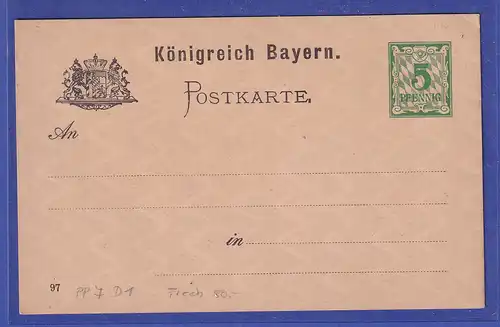 Königreich Bayern.
5
PFENNIG
POSTKARTE.
An
in
97 PP 7 D1 Frech 80.-